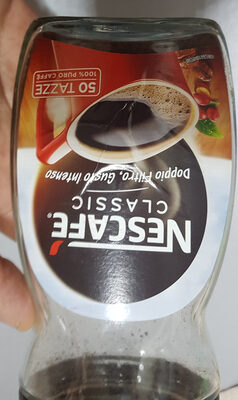 NESCAFÉ®
CLASSIC
Doppio Filtro, Gusto Intenso
50 TAZZE
100% PURO CAFFÈ